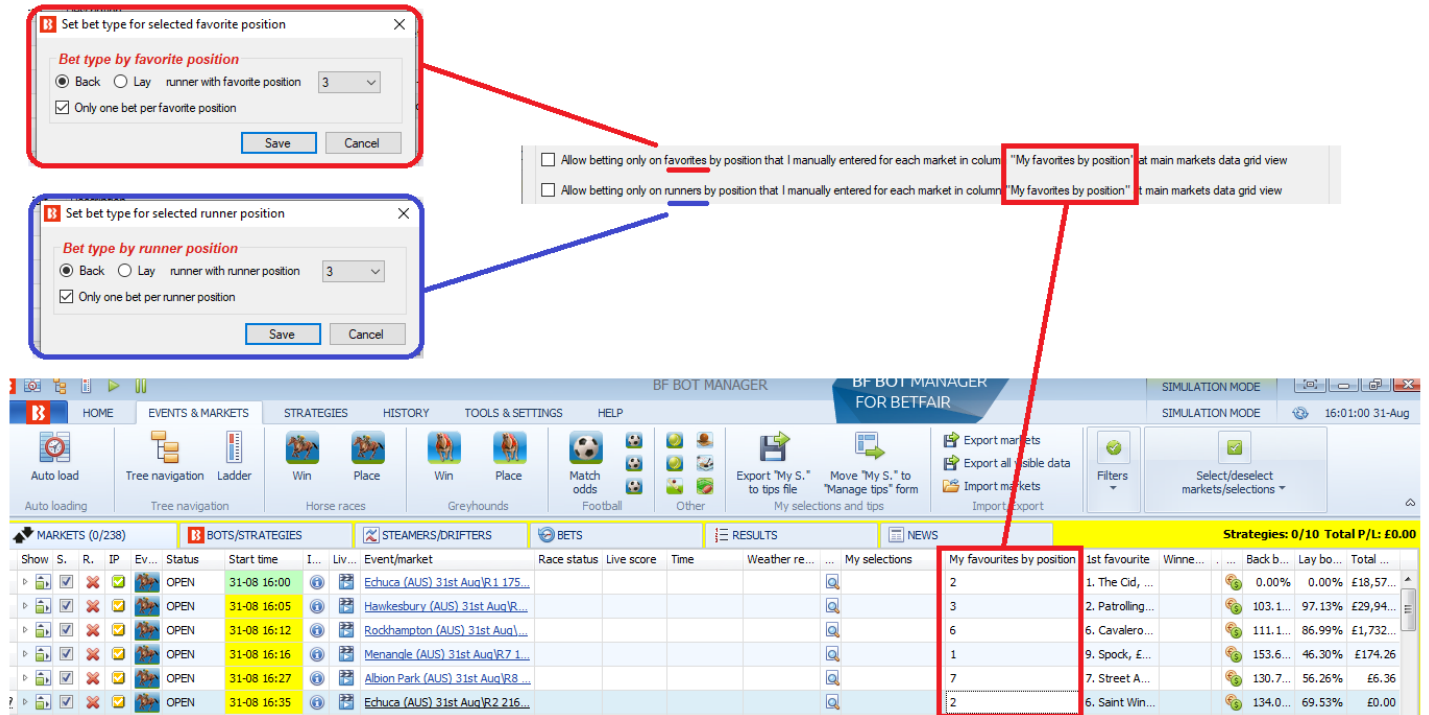 Set bet type for selected favorite position
Bet type by favorite position
Back Lay runner with favorite position 3
Only one bet per favorite position
Save Cancel
Allow betting only on favorites by position that I manually entered for each market in column "My favorites by position" at main markets data grid view
Allow betting only on runners by position that I manually entered for each market in column "My favorites by position" at main markets data grid view
Set bet type for selected runner position
Bet type by runner position
Back Lay runner with runner position 3
Only one bet per runner position
Save Cancel
BF BOT MANAGER BF BOT MANAGER SIMULATION MODE
FOR BETFAIR
HOME EVENTS & MARKETS STRATEGIES HISTORY TOOLS & SETTINGS HELP SIMULATION MODE 16:01:00 31-Aug
Auto load Tree navigation Ladder Win Place Win Place Match odds Export "My S." to tips file Move "My S." to "Manage tips" form Export markets Export all visible data Import markets Filters Select/deselect markets/selections
Auto loading Tree navigation Horse races Greyhounds Football Other My selections and tips Import/Export
MARKETS (0/238) BOTS/STRATEGIES STEAMERS/DRIFTERS BETS RESULTS NEWS Strategies: 0/10 Total P/L: £0.00
Show S. R. IP Ev... Status Start time I... Liv... Event/market Race status Live score Time Weather re... ... My selections My favourites by position 1st favourite Winne... . ... Back b... Lay bo... Total ...
OPEN 31-08 16:00 Echuca (AUS) 31st Aug\R1 175... 2 1. The Cid, ... 0.00% 0.00% £18,57...
OPEN 31-08 16:05 Hawkesbury (AUS) 31st Aug\R... 3 2. Patrolling... 103.1... 97.13% £29,94...
OPEN 31-08 16:12 Rockhampton (AUS) 31st Aug\... 6 6. Cavalero... 111.1... 86.99% £1,732...
OPEN 31-08 16:16 Menangle (AUS) 31st Aug\R7 1... 1 9. Spock, £... 153.6... 46.30% £174.26
OPEN 31-08 16:27 Albion Park (AUS) 31st Aug\R8 ... 7 7. Street A... 130.7... 56.26% £6.36
OPEN 31-08 16:35 Echuca (AUS) 31st Aug\R2 216... 2 6. Saint Win... 134.0... 69.53% £0.00